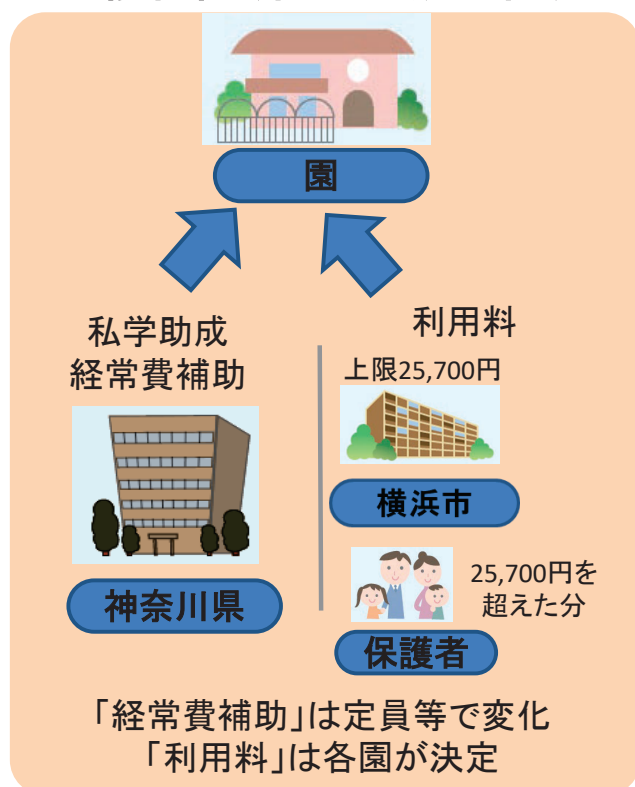 園
私学助成
経常費補助
神奈川県
利用料
上限25,700円
横浜市
25,700円を
超えた分
保護者
「経常費補助」は定員等で変化
「利用料」は各園が決定